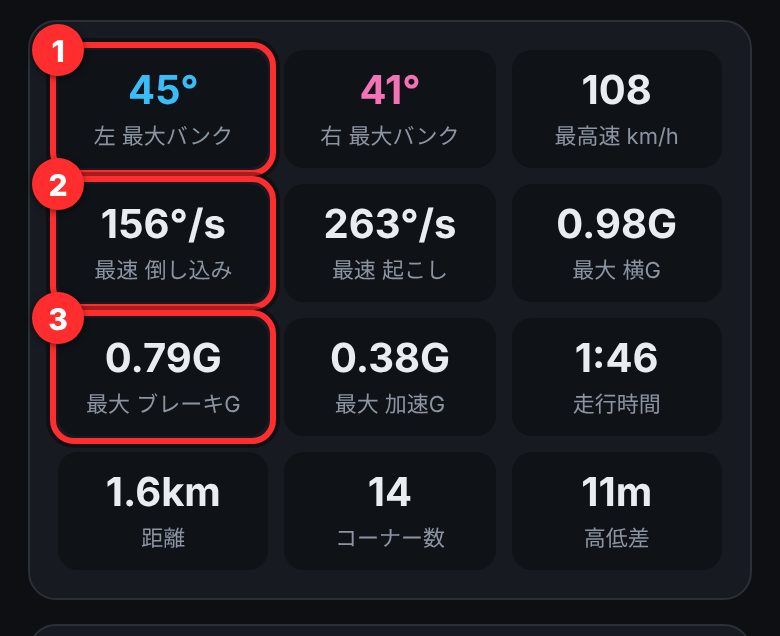 1
45°
左 最大バンク
41°
右 最大バンク
108
最高速 km/h
2
156°/s
最速 倒し込み
263°/s
最速 起こし
0.98G
最大 横G
3
0.79G
最大 ブレーキG
0.38G
最大 加速G
1:46
走行時間
1.6km
距離
14
コーナー数
11m
高低差